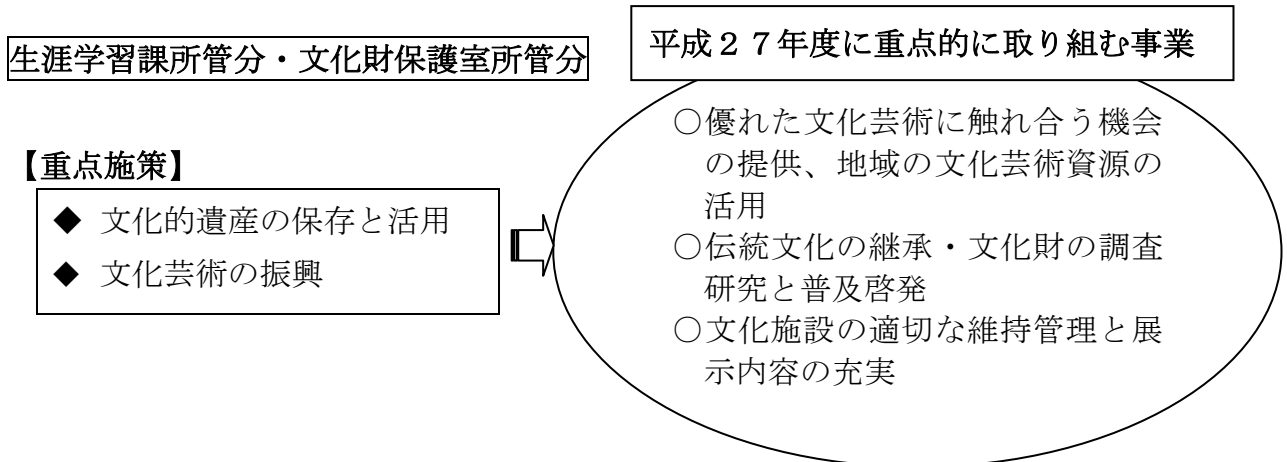 生涯学習課所管分・文化財保護室所管分
【重点施策】
◆ 文化的遺産の保存と活用
◆ 文化芸術の振興
平成２７年度に重点的に取り組む事業
○優れた文化芸術に触れ合う機会
の提供、地域の文化芸術資源の
活用
○伝統文化の継承・文化財の調査
研究と普及啓発
○文化施設の適切な維持管理と展
示内容の充実